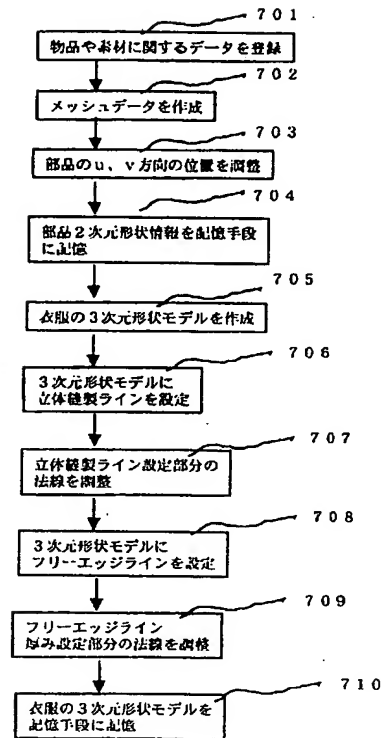 701
物品や素材に関するデータを登録
702
メッシュデータを作成
703
部品のu、v方向の位置を調整
704
部品2次元形状情報を記憶手段
に記憶
705
衣服の3次元形状モデルを作成
706
3次元形状モデルに
立体縫製ラインを設定
707
立体縫製ライン設定部分の
法線を調整
708
3次元形状モデルに
フリーエッジラインを設定
709
フリーエッジライン
厚み設定部分の法線を調整
710
衣服の3次元形状モデルを
記憶手段に記憶